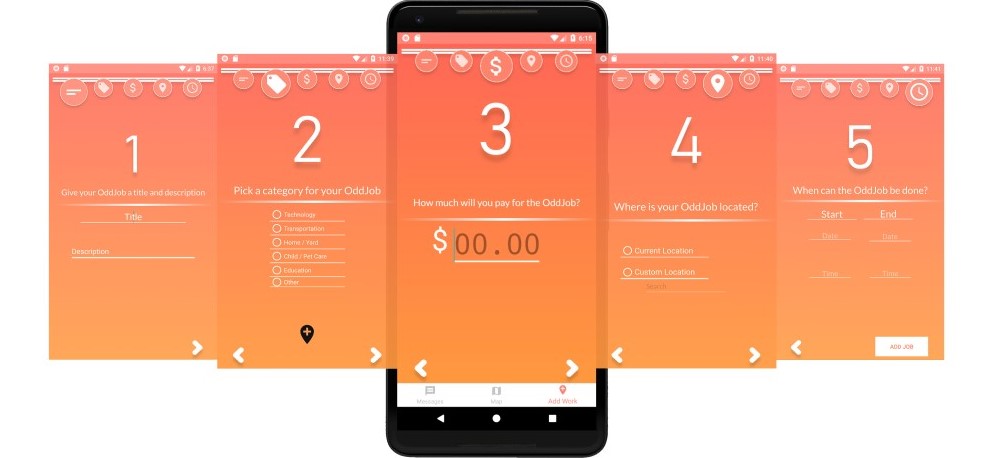 6:37
1
Give your OddJob a title and description
Title
Description
11:39
2
Pick a category for your OddJob
Technology
Transportation
Home / Yard
Child / Pet Care
Education
Other
6:18
$
3
How much will you pay for the OddJob?
$ 00.00
Messages
Map
Add Work
11:40
$
4
Where is your OddJob located?
Current Location
Custom Location
Search
11:41
$
5
When can the OddJob be done?
Start End
Date Date
Time Time
ADD JOB